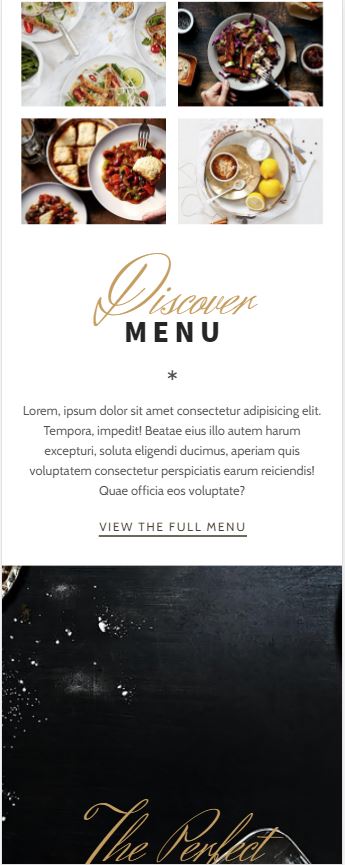 Discover
MENU
*
Lorem, ipsum dolor sit amet consectetur adipisicing elit.
Tempora, impedit! Beatae eius illo autem harum
excepturi, soluta eligendi ducimus, aperiam quis
voluptatem consectetur perspiciatis earum reiciendis!
Quae officia eos voluptate?
VIEW THE FULL MENU
The Perfect